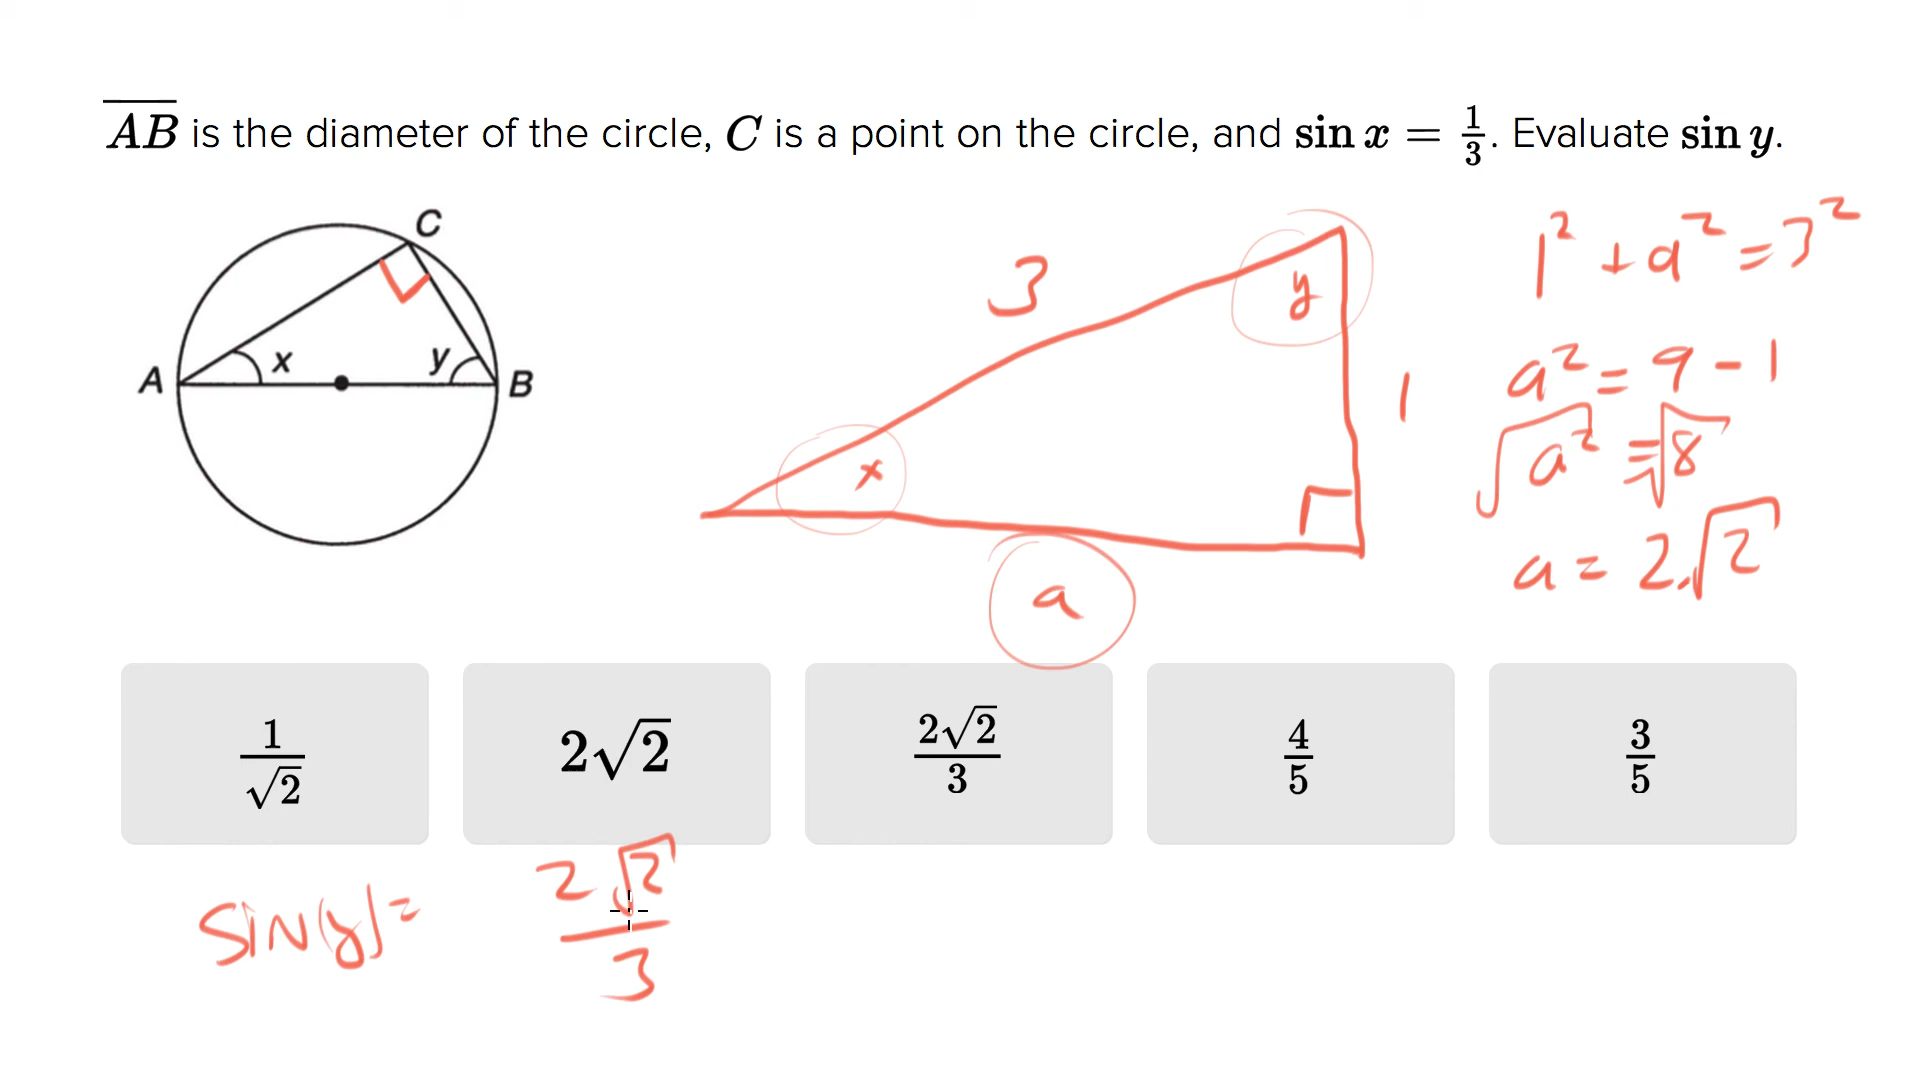 AB is the diameter of the circle, C is a point on the circle, and sin x = 1/3. Evaluate sin y.
C
A
x
y
B
3
y
x
1
a
1² + a² = 3²
a² = 9 - 1
√a² = √8
a = 2√2
1/√2
2√2
2√2/3
4/5
3/5
sin(y) = 2√2/3